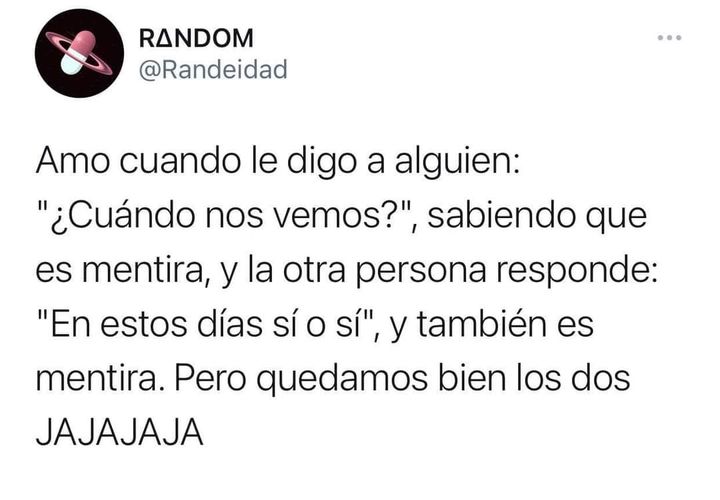 RΔNDOM
@Randeidad
Amo cuando le digo a alguien:
"¿Cuándo nos vemos?", sabiendo que
es mentira, y la otra persona responde:
"En estos días sí o sí", y también es
mentira. Pero quedamos bien los dos
JAJAJAJA